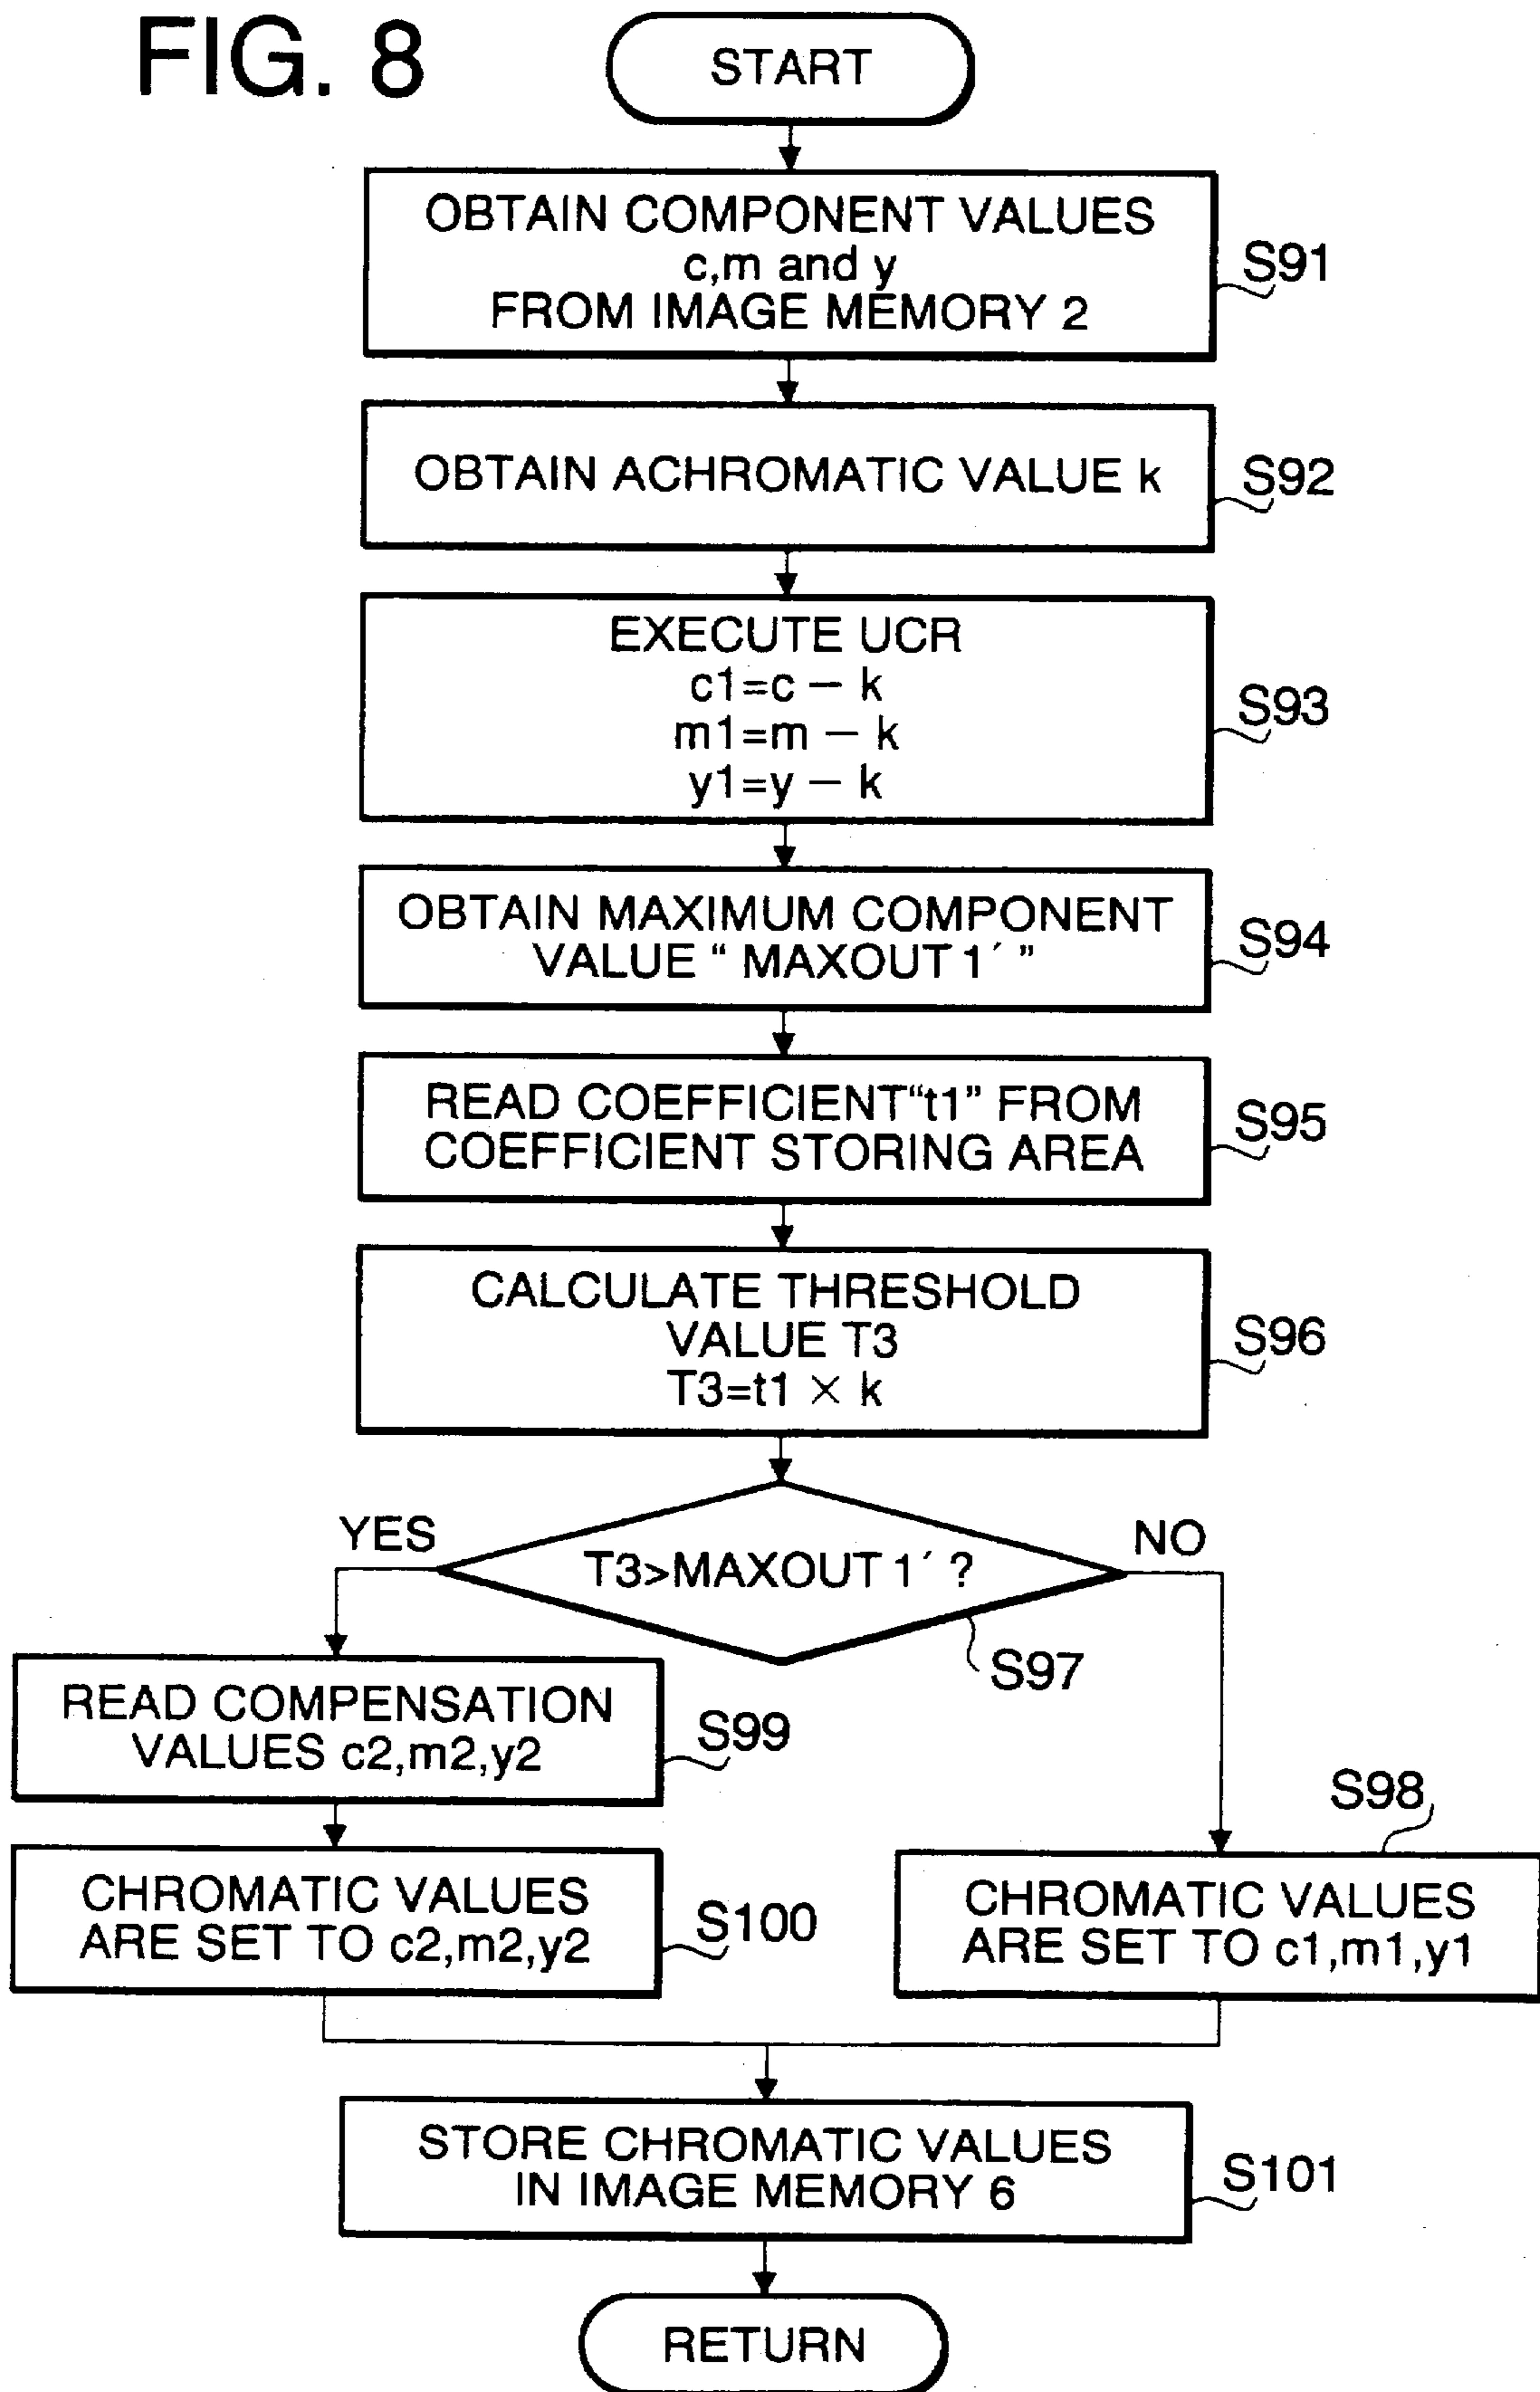 FIG. 8
START
OBTAIN COMPONENT VALUES
c,m and y
FROM IMAGE MEMORY 2
S91
OBTAIN ACHROMATIC VALUE k
S92
EXECUTE UCR
c1=c — k
m1=m — k
y1=y — k
S93
OBTAIN MAXIMUM COMPONENT
VALUE “ MAXOUT 1´ ”
S94
READ COEFFICIENT“t1” FROM
COEFFICIENT STORING AREA
S95
CALCULATE THRESHOLD
VALUE T3
T3=t1 × k
S96
YES
T3>MAXOUT 1´ ?
NO
S97
READ COMPENSATION
VALUES c2,m2,y2
S99
S98
CHROMATIC VALUES
ARE SET TO c2,m2,y2
S100
CHROMATIC VALUES
ARE SET TO c1,m1,y1
STORE CHROMATIC VALUES
IN IMAGE MEMORY 6
S101
RETURN